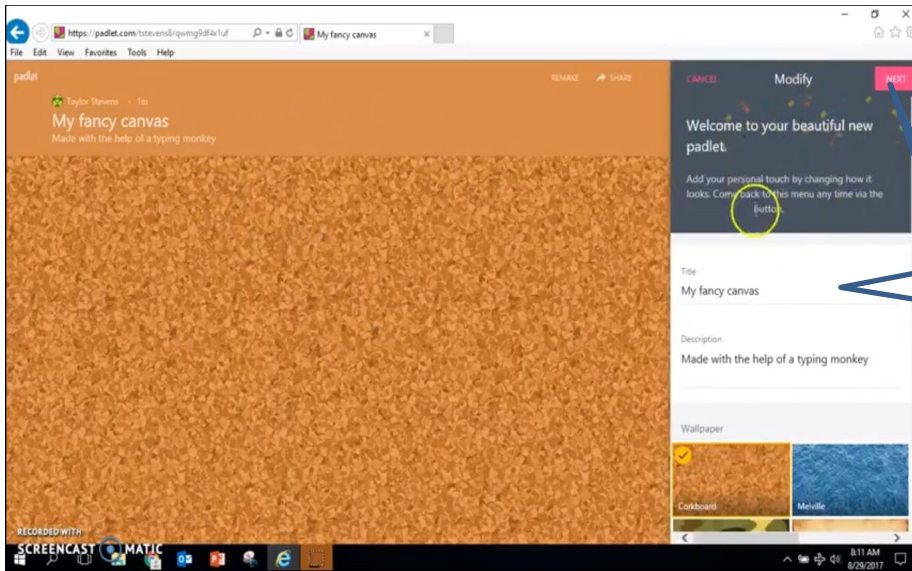 https://padlet.com/tstevens8/qwmg9df4x1uf
My fancy canvas
File Edit View Favorites Tools Help
padlet
REMAKE
SHARE
Taylor Stevens · 1m
My fancy canvas
Made with the help of a typing monkey
CANCEL
Modify
NEXT
Welcome to your beautiful new
padlet.
Add your personal touch by changing how it
looks. Come back to this menu any time via the
button.
Title
My fancy canvas
Description
Made with the help of a typing monkey
Wallpaper
Corkboard
Melville
RECORDED WITH
SCREENCAST MATIC
8:11 AM
8/29/2017